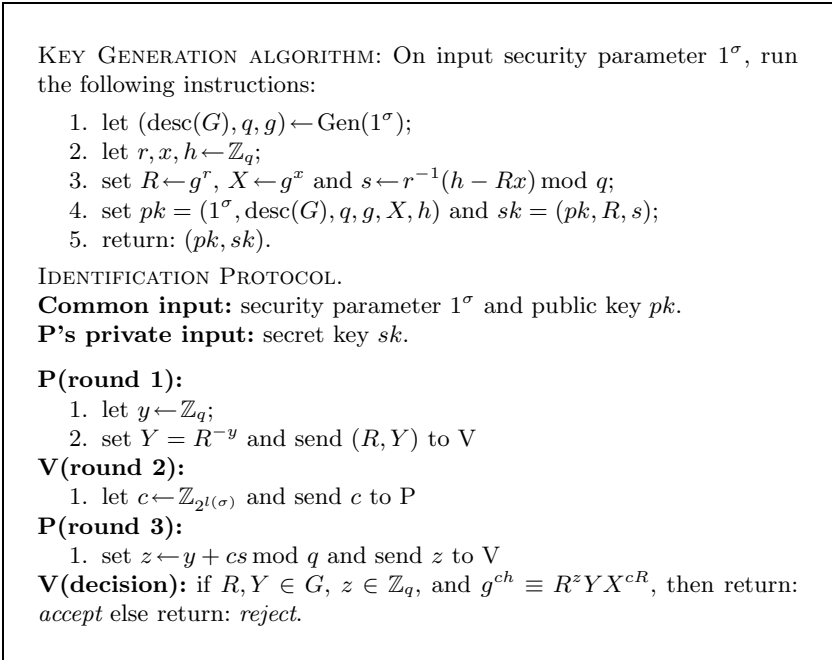 KEY GENERATION ALGORITHM: On input security parameter 1^σ, run
the following instructions:
1. let (desc(G), q, g) ← Gen(1^σ);
2. let r, x, h ← ℤ_q;
3. set R ← g^r, X ← g^x and s ← r^{-1}(h − Rx) mod q;
4. set pk = (1^σ, desc(G), q, g, X, h) and sk = (pk, R, s);
5. return: (pk, sk).
IDENTIFICATION PROTOCOL.
Common input: security parameter 1^σ and public key pk.
P's private input: secret key sk.
P(round 1):
1. let y ← ℤ_q;
2. set Y = R^{-y} and send (R, Y) to V
V(round 2):
1. let c ← ℤ_{2^{l(σ)}} and send c to P
P(round 3):
1. set z ← y + cs mod q and send z to V
V(decision): if R, Y ∈ G, z ∈ ℤ_q, and g^{ch} ≡ R^z Y X^{cR}, then return:
accept else return: reject.